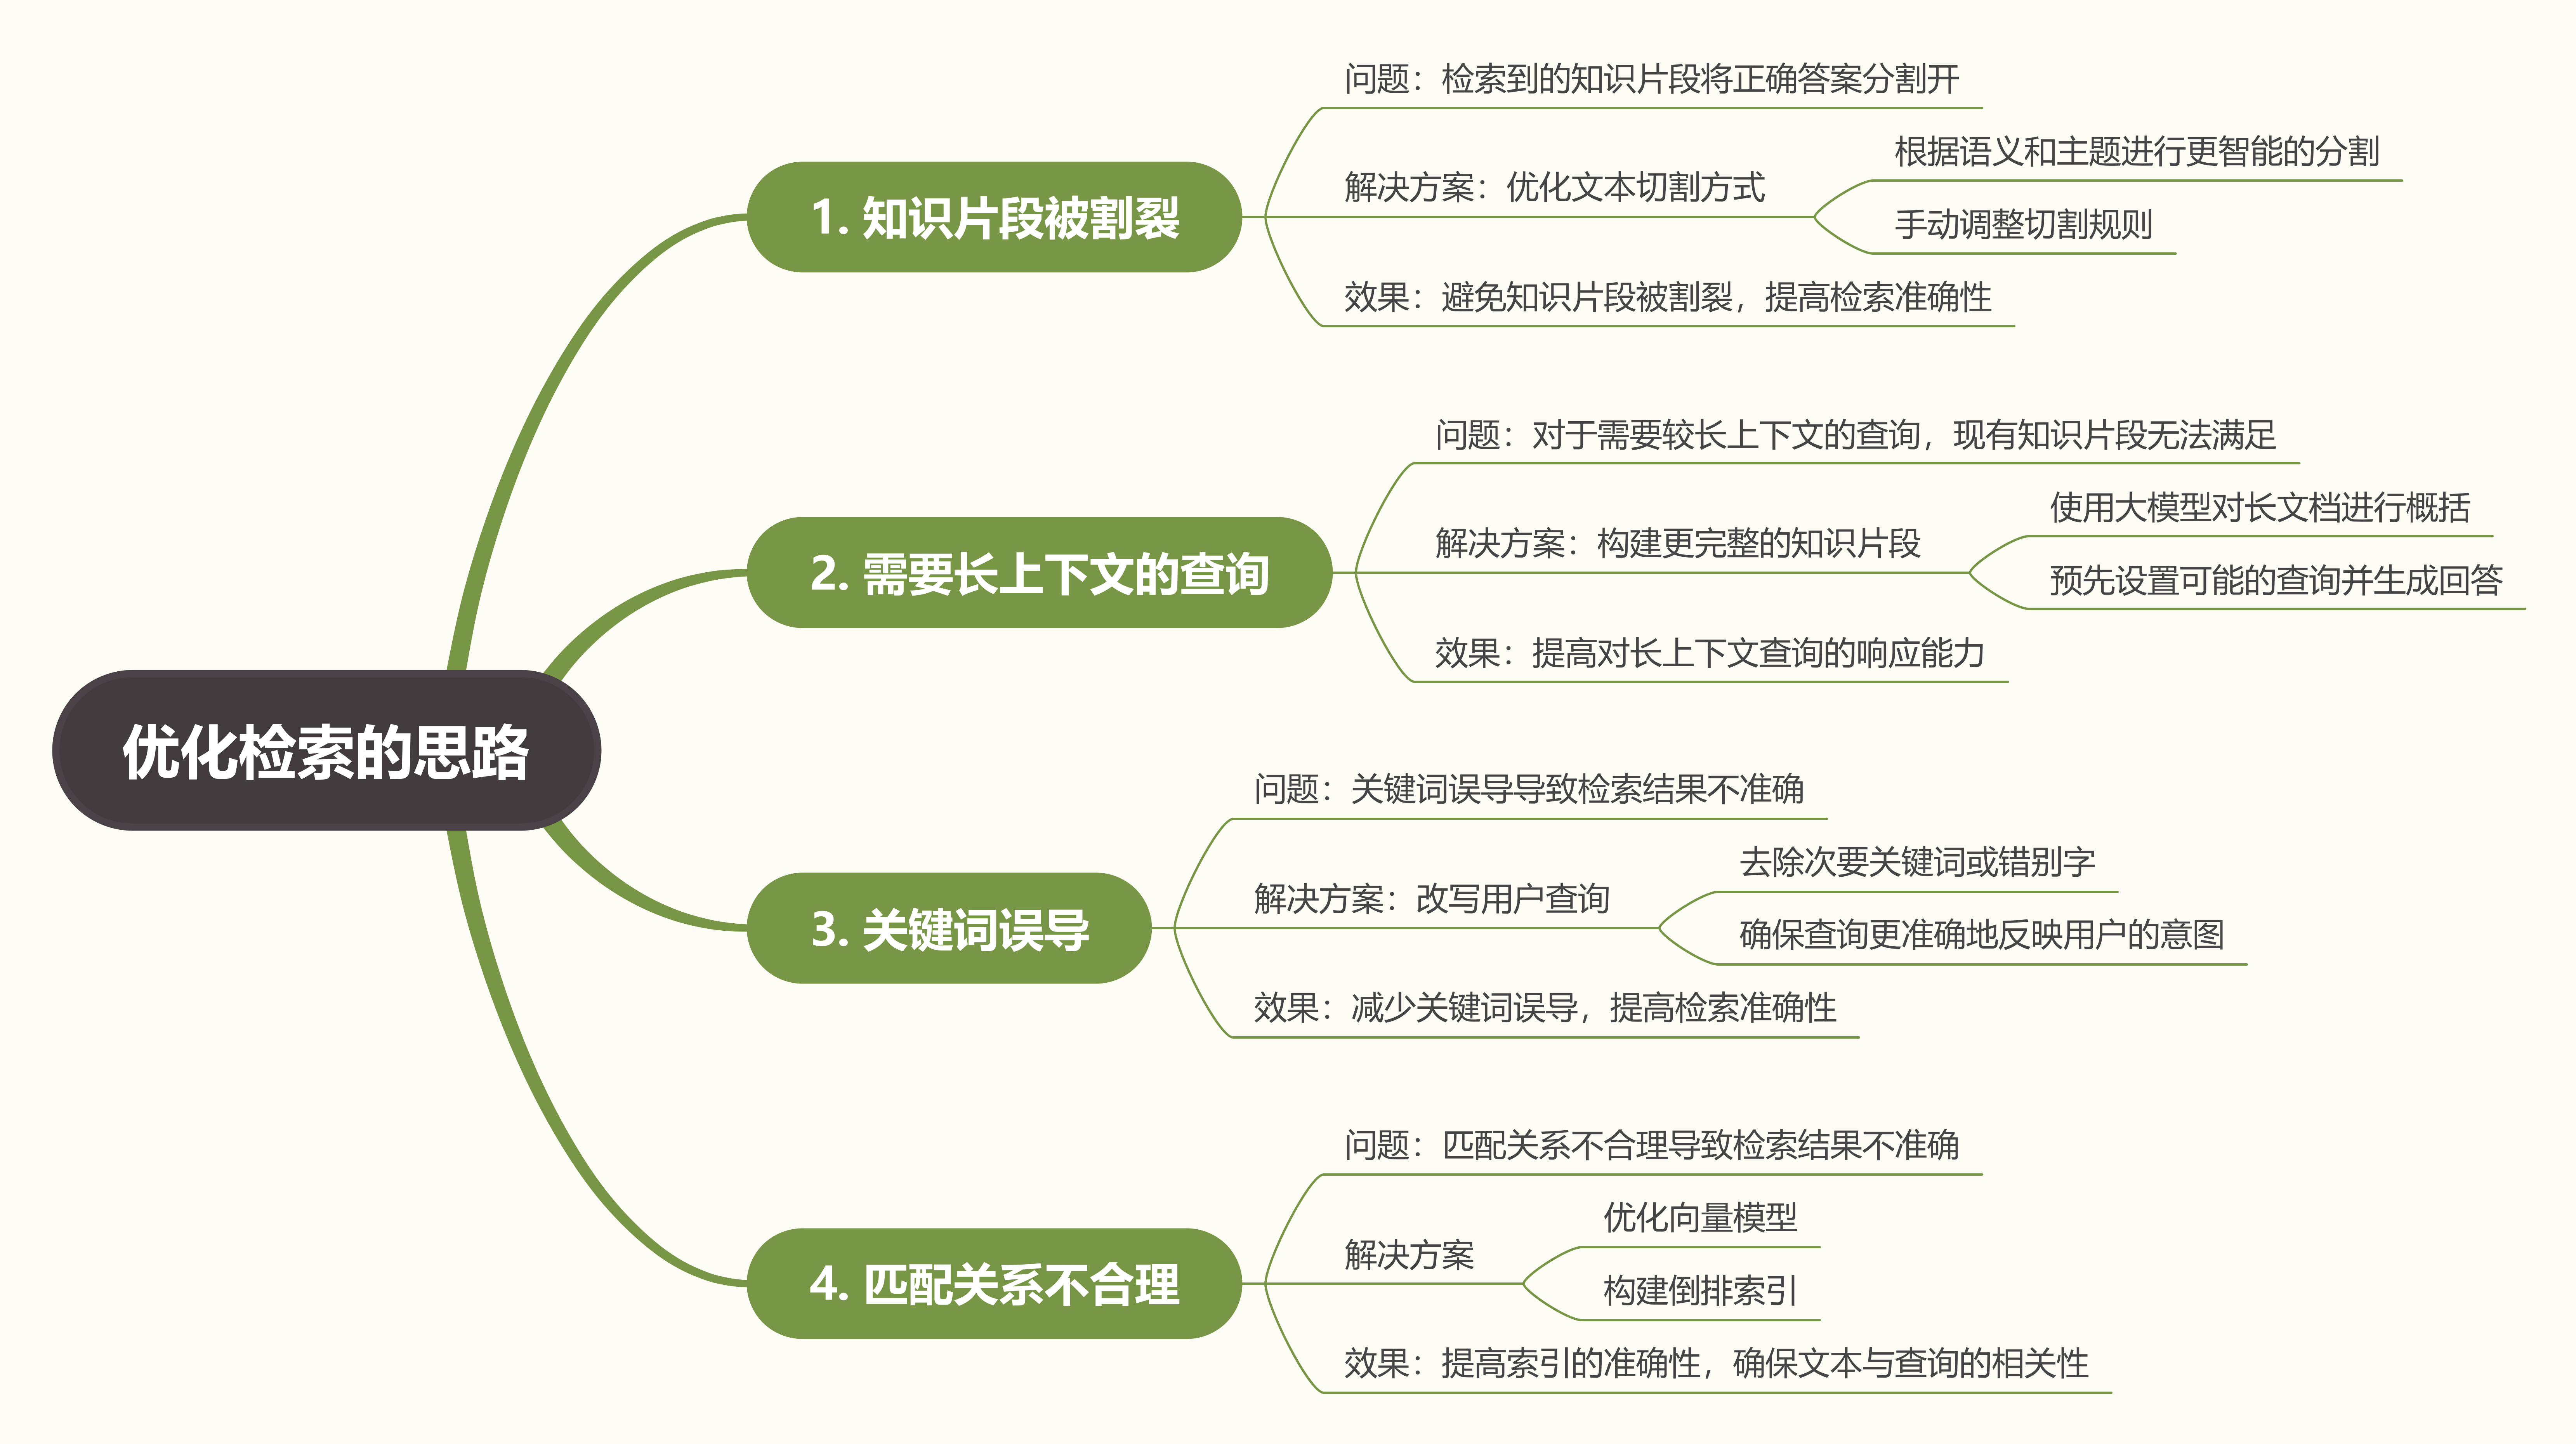 优化检索的思路
1. 知识片段被割裂
问题：检索到的知识片段将正确答案分割开
解决方案：优化文本切割方式
根据语义和主题进行更智能的分割
手动调整切割规则
效果：避免知识片段被割裂，提高检索准确性
2. 需要长上下文的查询
问题：对于需要较长上下文的查询，现有知识片段无法满足
解决方案：构建更完整的知识片段
使用大模型对长文档进行概括
预先设置可能的查询并生成回答
效果：提高对长上下文查询的响应能力
3. 关键词误导
问题：关键词误导导致检索结果不准确
解决方案：改写用户查询
去除次要关键词或错别字
确保查询更准确地反映用户的意图
效果：减少关键词误导，提高检索准确性
4. 匹配关系不合理
问题：匹配关系不合理导致检索结果不准确
解决方案
优化向量模型
构建倒排索引
效果：提高索引的准确性，确保文本与查询的相关性